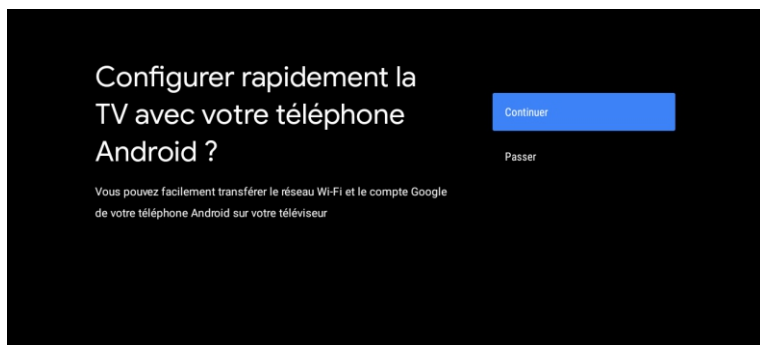 Configurer rapidement la
TV avec votre téléphone
Android ?
Vous pouvez facilement transférer le réseau Wi-Fi et le compte Google
de votre téléphone Android sur votre téléviseur
Continuer
Passer